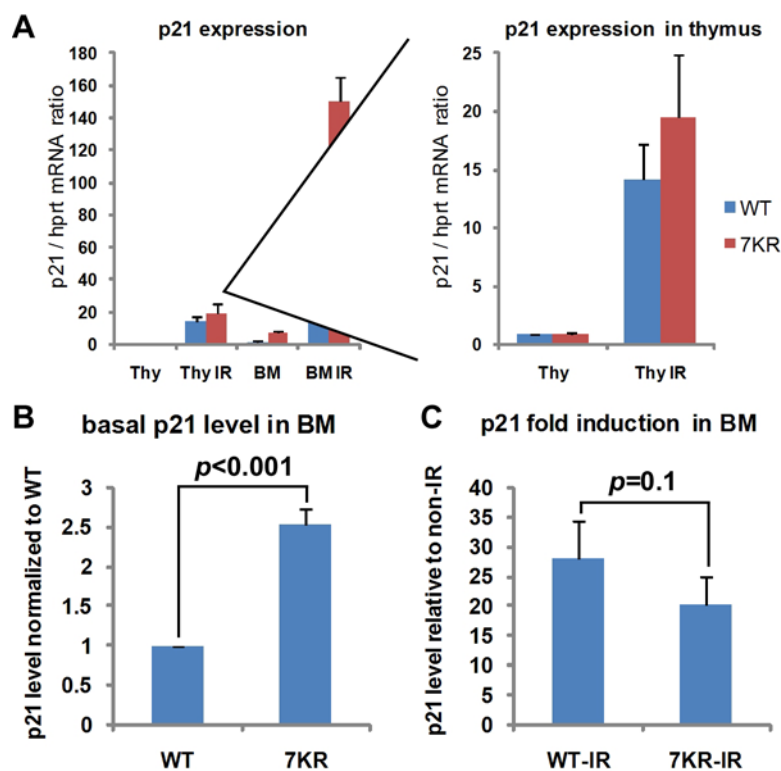 A
p21 expression
p21 / hprt mRNA ratio
180
160
140
120
100
80
60
40
20
0
Thy
Thy IR
BM
BM IR
p21 expression in thymus
p21 / hprt mRNA ratio
25
20
15
10
5
0
Thy
Thy IR
WT
7KR
B
basal p21 level in BM
p<0.001
p21 level normalized to WT
3
2.5
2
1.5
1
0.5
0
WT
7KR
C
p21 fold induction in BM
p=0.1
p21 level relative to non-IR
40
35
30
25
20
15
10
5
0
WT-IR
7KR-IR